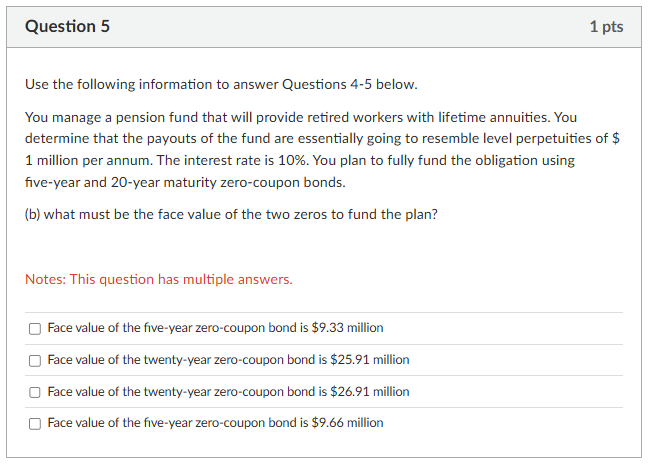 Question 5
1 pts
Use the following information to answer Questions 4-5 below.
You manage a pension fund that will provide retired workers with lifetime annuities. You
determine that the payouts of the fund are essentially going to resemble level perpetuities of $
1 million per annum. The interest rate is 10%. You plan to fully fund the obligation using
five-year and 20-year maturity zero-coupon bonds.
(b) what must be the face value of the two zeros to fund the plan?
Notes: This question has multiple answers.
Face value of the five-year zero-coupon bond is $9.33 million
Face value of the twenty-year zero-coupon bond is $25.91 million
Face value of the twenty-year zero-coupon bond is $26.91 million
Face value of the five-year zero-coupon bond is $9.66 million